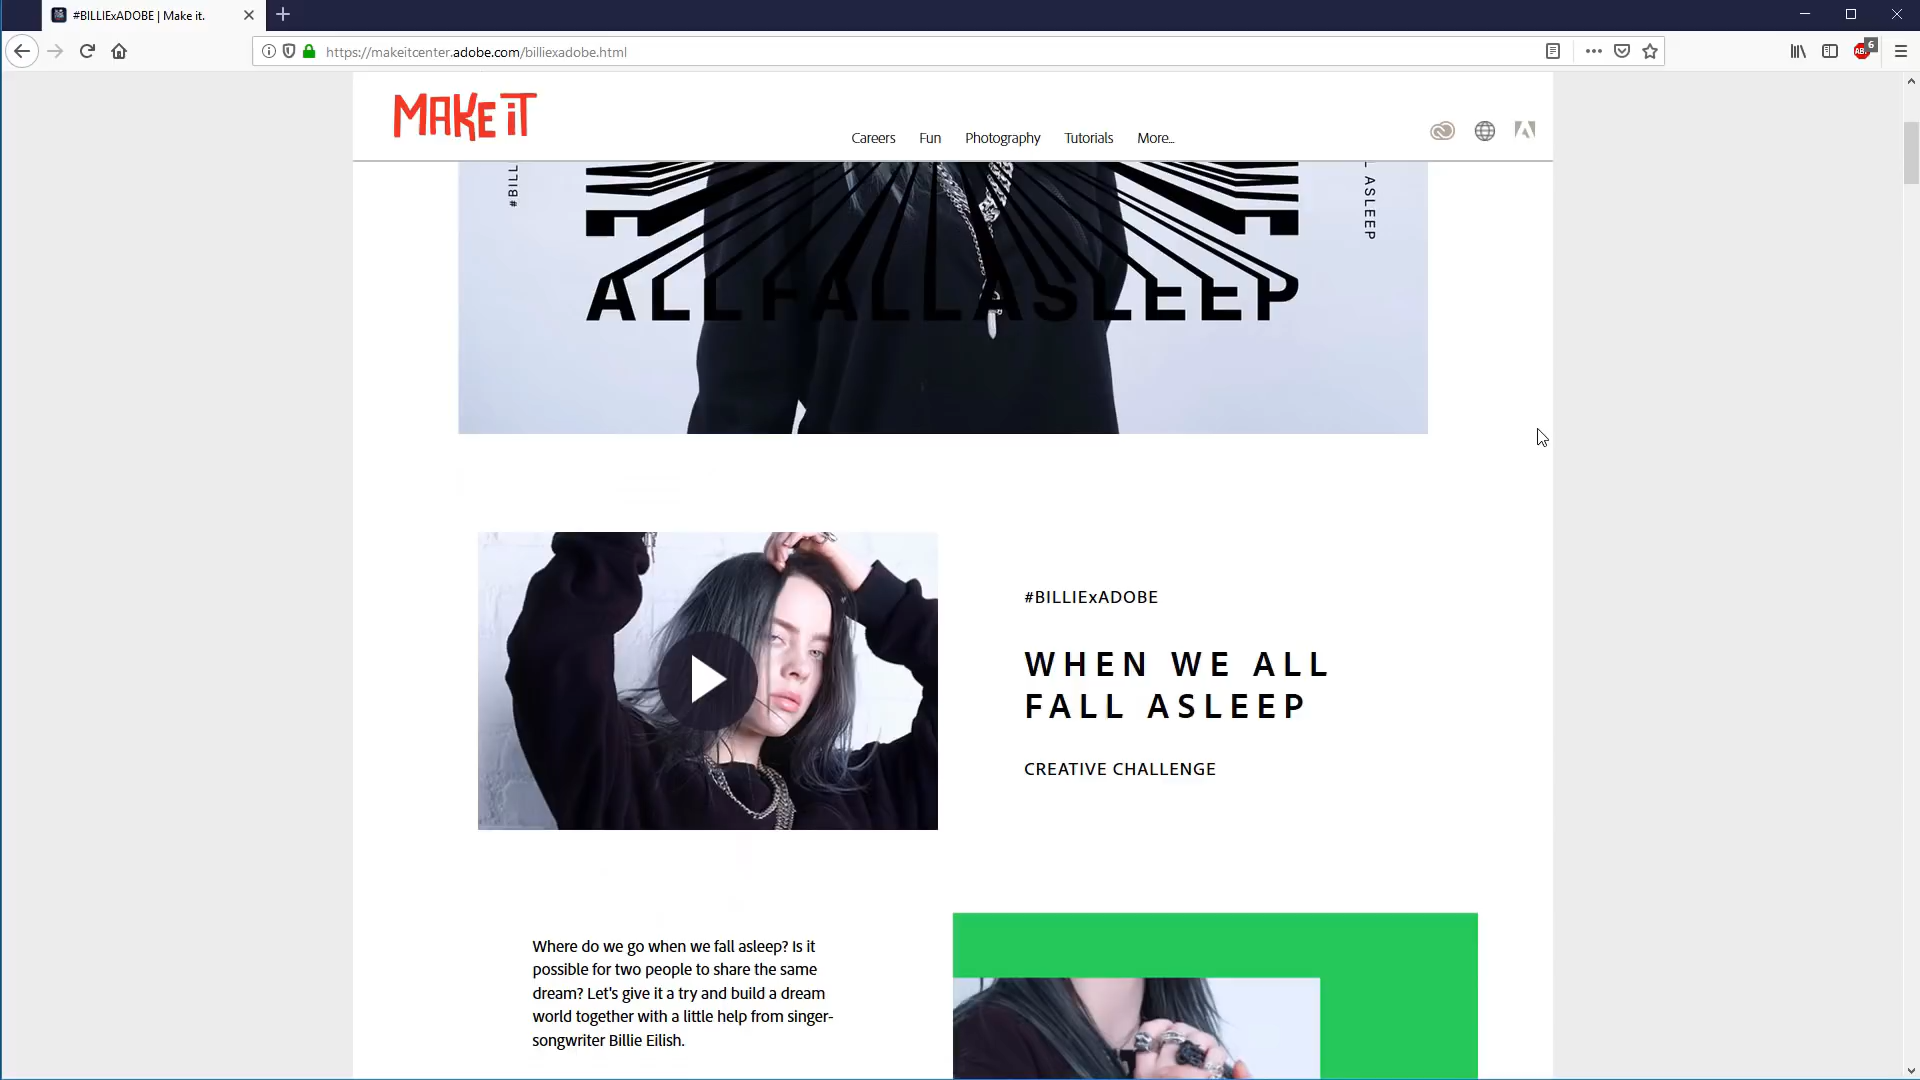 #BILLIExADOBE | Make it.
https://makeitcenter.adobe.com/billiexadobe.html
ABP
6
MAKE iT
Careers
Fun
Photography
Tutorials
More...
#BILL
ASLEEP
ALLFALLASLEEP
#BILLIExADOBE
WHEN WE ALL
FALL ASLEEP
CREATIVE CHALLENGE
Where do we go when we fall asleep? Is it
possible for two people to share the same
dream? Let's give it a try and build a dream
world together with a little help from singer-
songwriter Billie Eilish.